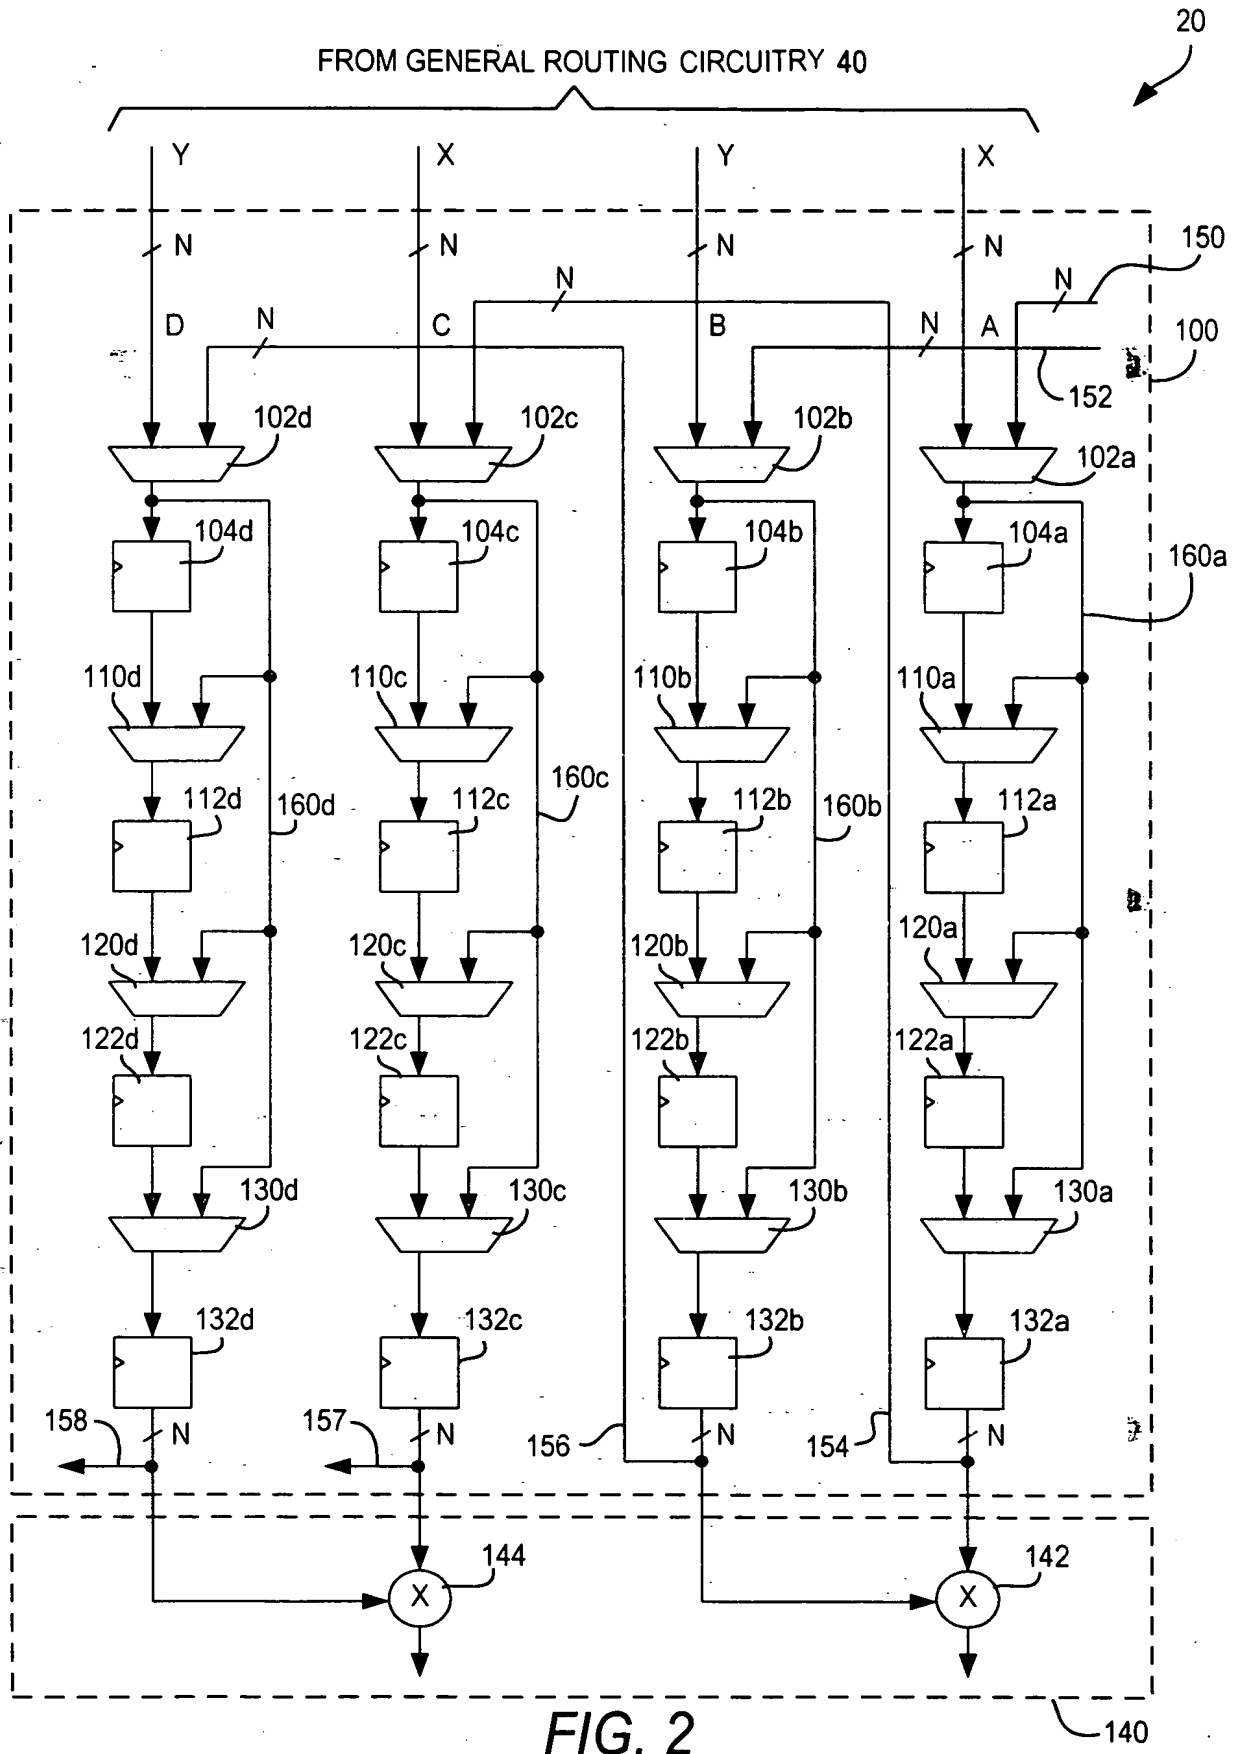 20
FROM GENERAL ROUTING CIRCUITRY 40
Y X Y X
N N N N
150
N N
D N C B N A
100
152
102d 102c 102b 102a
104d 104c 104b 104a
160a
110d 110c 110b 110a
160c
112d 160d 112c 112b 160b 112a
120d 120c 120b 120a
122d 122c 122b 122a
130d 130c 130b 130a
132d 132c 132b 132a
158 N 157 N 156 N 154 N
144 142
X X
140
FIG. 2